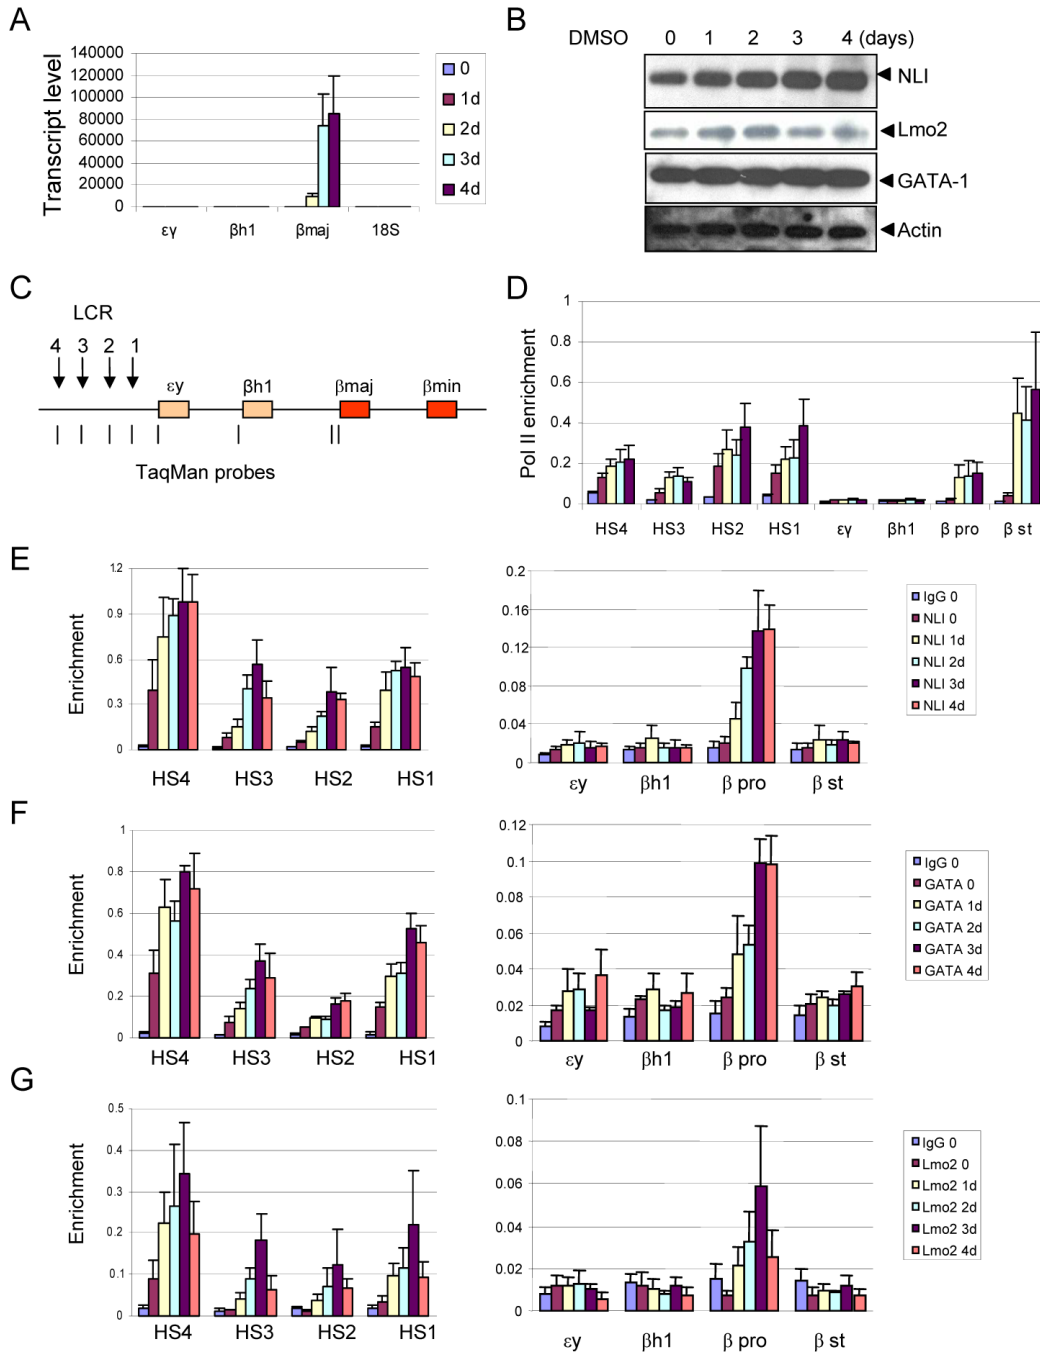 A
Transcript level
140000
120000
100000
80000
60000
40000
20000
0
εγ
βh1
βmaj
18S
0
1d
2d
3d
4d
B
DMSO 0 1 2 3 4 (days)
NLI
Lmo2
GATA-1
Actin
C
LCR
4 3 2 1
εy
βh1
βmaj
βmin
TaqMan probes
D
Pol II enrichment
1
0.8
0.6
0.4
0.2
0
HS4
HS3
HS2
HS1
εγ
βh1
β pro
β st
E
Enrichment
1.2
0.9
0.6
0.3
0
HS4
HS3
HS2
HS1
0.2
0.16
0.12
0.08
0.04
0
εy
βh1
β pro
β st
IgG 0
NLI 0
NLI 1d
NLI 2d
NLI 3d
NLI 4d
F
Enrichment
1
0.8
0.6
0.4
0.2
0
HS4
HS3
HS2
HS1
0.12
0.1
0.08
0.06
0.04
0.02
0
εy
βh1
β pro
β st
IgG 0
GATA 0
GATA 1d
GATA 2d
GATA 3d
GATA 4d
G
Enrichment
0.5
0.4
0.3
0.2
0.1
0
HS4
HS3
HS2
HS1
0.1
0.08
0.06
0.04
0.02
0
εy
βh1
β pro
β st
IgG 0
Lmo2 0
Lmo2 1d
Lmo2 2d
Lmo2 3d
Lmo2 4d